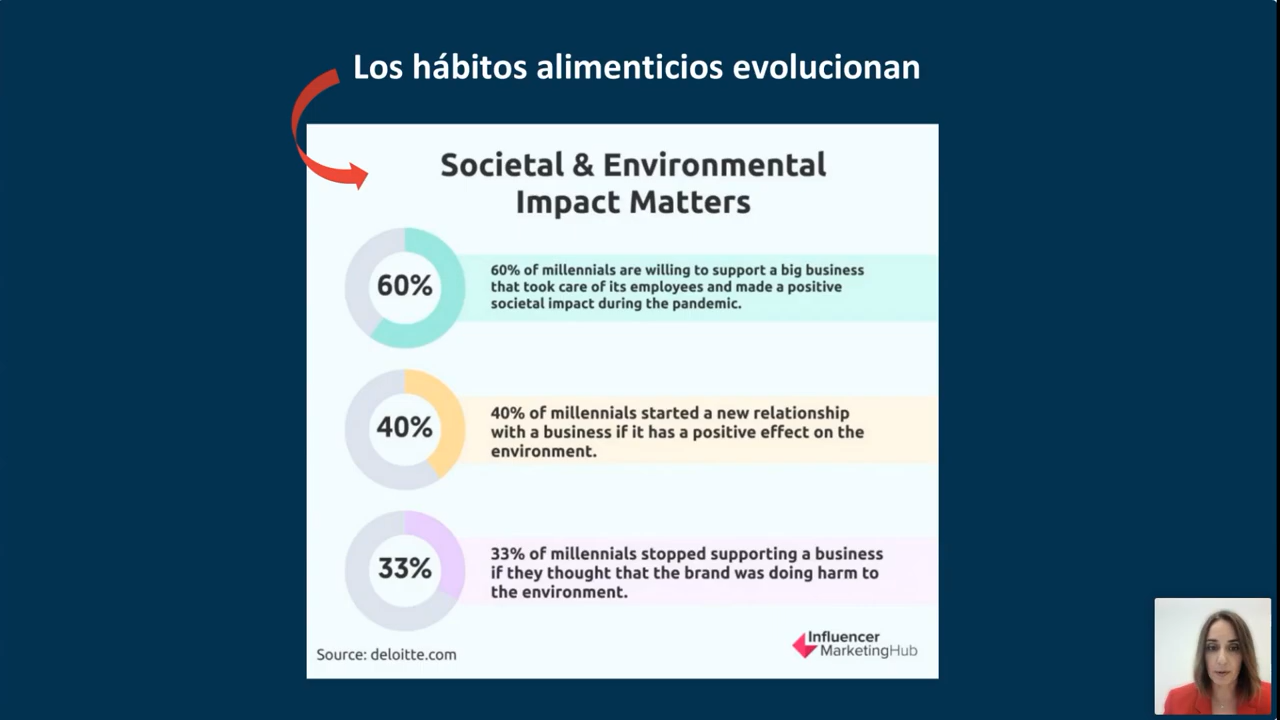 Los hábitos alimenticios evolucionan
Societal & Environmental
Impact Matters
60%
60% of millennials are willing to support a big business
that took care of its employees and made a positive
societal impact during the pandemic.
40%
40% of millennials started a new relationship
with a business if it has a positive effect on the
environment.
33%
33% of millennials stopped supporting a business
if they thought that the brand was doing harm to
the environment.
Source: deloitte.com
Influencer
MarketingHub